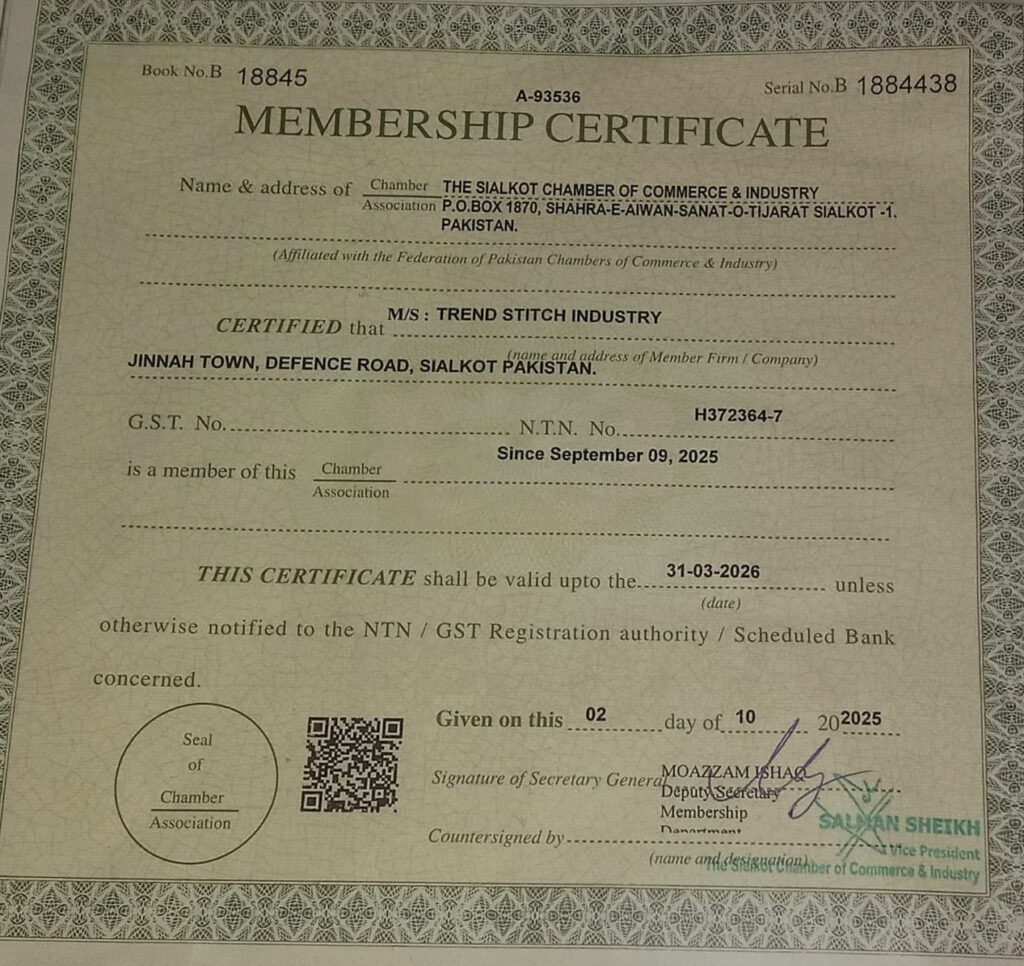 Book No.B 18845
Serial No.B 1884438
A-93536
MEMBERSHIP CERTIFICATE
Name & address of Chamber THE SIALKOT CHAMBER OF COMMERCE & INDUSTRY
Association P.O.BOX 1870, SHAHRA-E-AIWAN-SANAT-O-TIJARAT SIALKOT -1.
PAKISTAN.
(Affiliated with the Federation of Pakistan Chambers of Commerce & Industry)
CERTIFIED that M/S : TREND STITCH INDUSTRY
(name and address of Member Firm / Company)
JINNAH TOWN, DEFENCE ROAD, SIALKOT PAKISTAN.
G.S.T. No. N.T.N. No. H372364-7
Since September 09, 2025
is a member of this Chamber
Association
THIS CERTIFICATE shall be valid upto the 31-03-2026 unless
(date)
otherwise notified to the NTN / GST Registration authority / Scheduled Bank
concerned.
Seal
of
Chamber
Association
Given on this 02 day of 10 202025
Signature of Secretary General MOAZZAM ISHAQ
Deputy Secretary
Membership
Department
Countersigned by
(name and designation)
SALMAN SHEIKH
Vice President
The Sialkot Chamber of Commerce & Industry